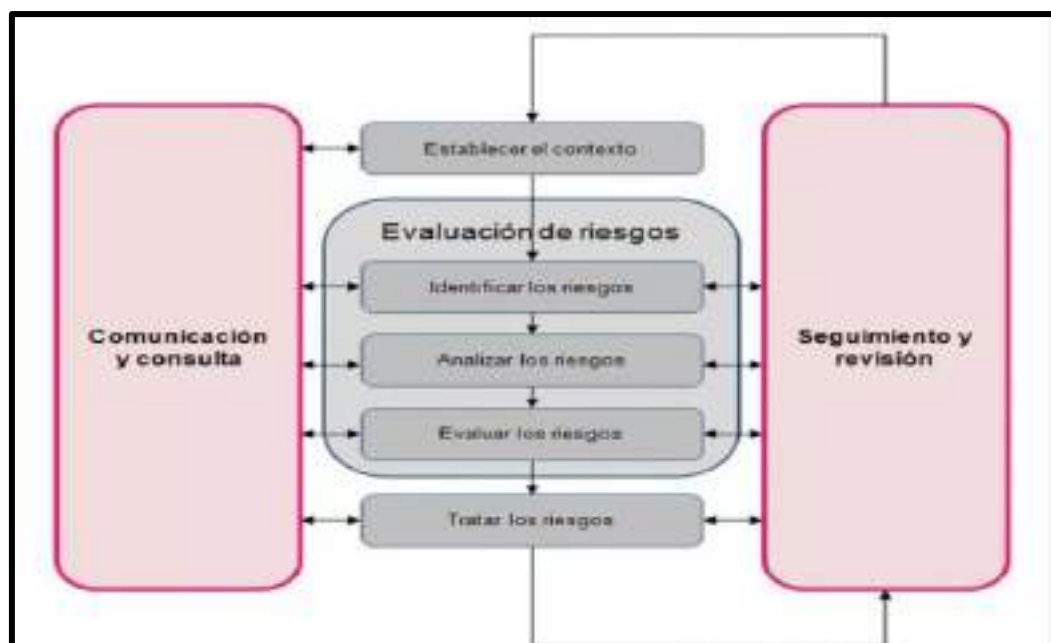 Establecer el contexto
Evaluación de riesgos
Identificar los riesgos
Comunicación
y consulta
Analizar los riesgos
Seguimiento y
revisión
Evaluar los riesgos
Tratar los riesgos